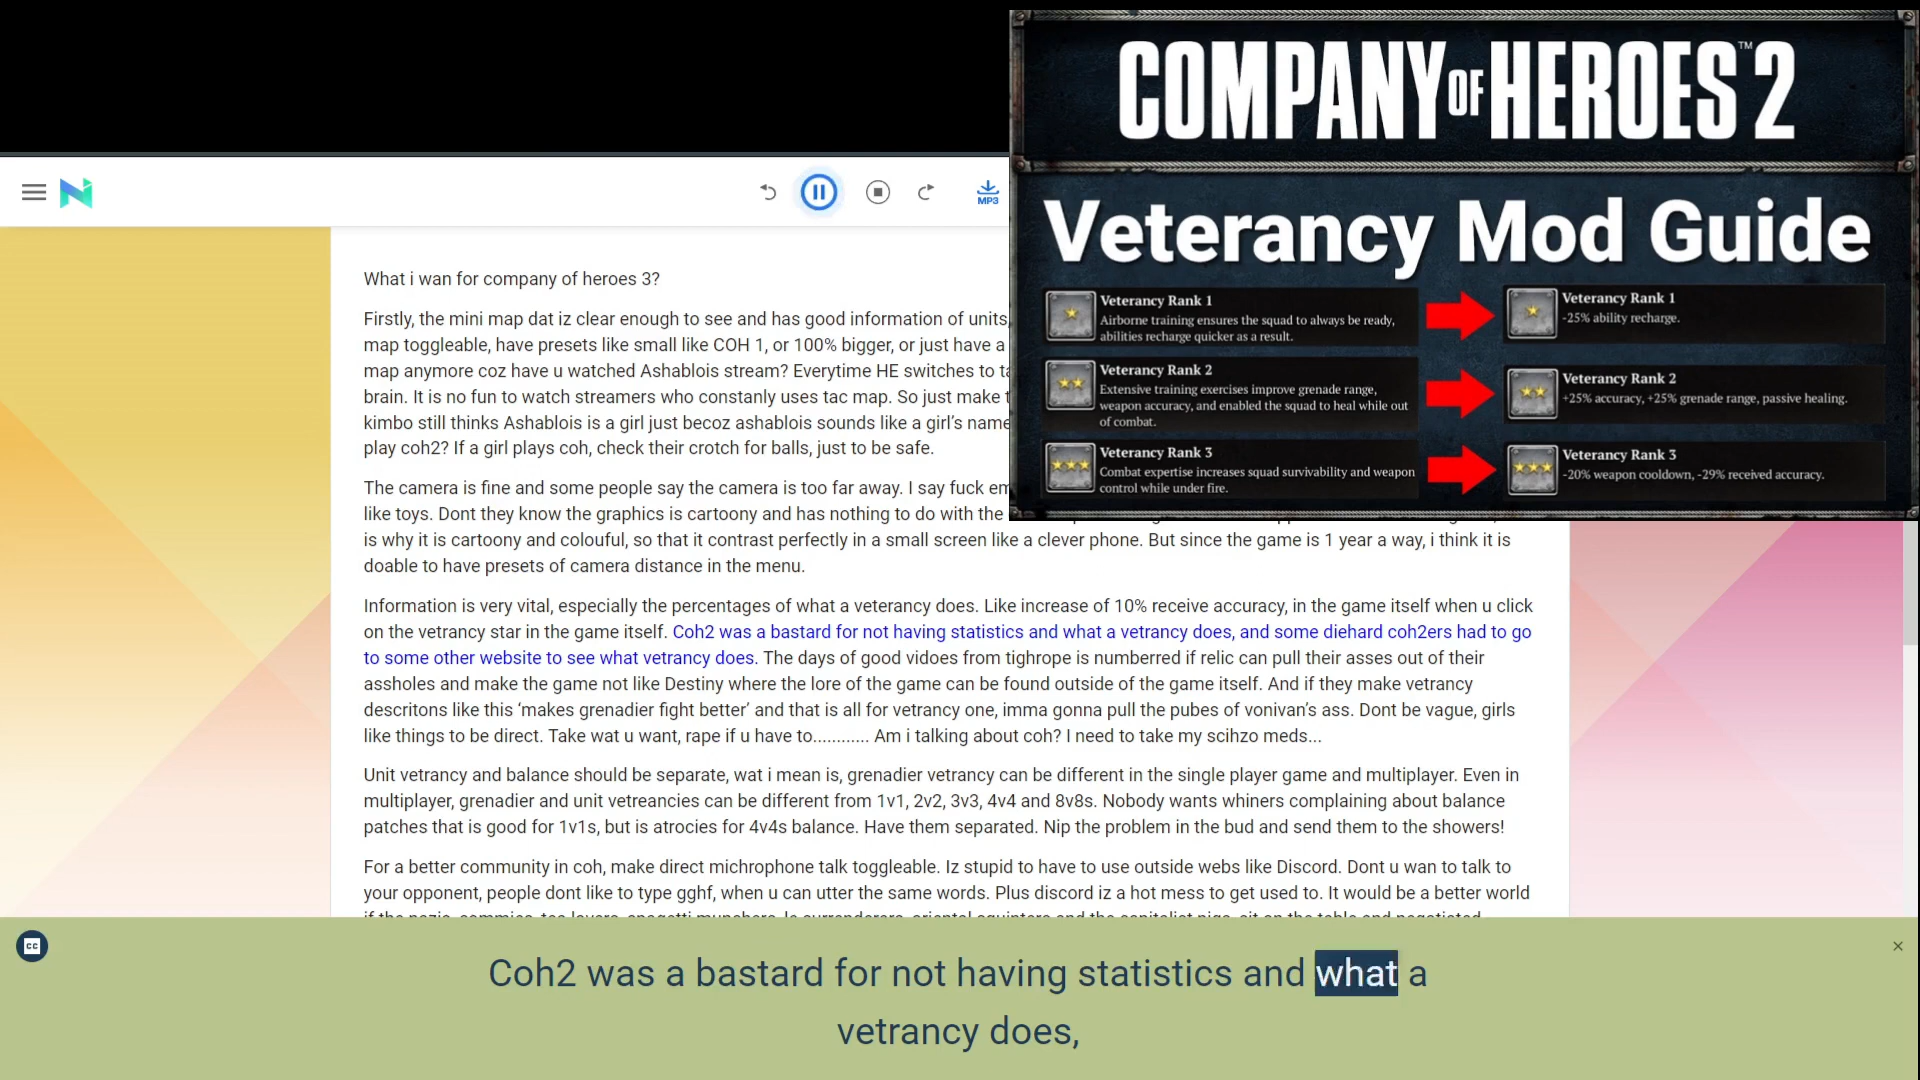 COMPANY OF HEROES 2™
Veterancy Mod Guide
Veterancy Rank 1
Airborne training ensures the squad to always be ready,
abilities recharge quicker as a result.
Veterancy Rank 1
-25% ability recharge.
Veterancy Rank 2
Extensive training exercises improve grenade range,
weapon accuracy, and enabled the squad to heal while out
of combat.
Veterancy Rank 2
+25% accuracy, +25% grenade range, passive healing.
Veterancy Rank 3
Combat expertise increases squad survivability and weapon
control while under fire.
Veterancy Rank 3
-20% weapon cooldown, -29% received accuracy.
MP3
What i wan for company of heroes 3?
Firstly, the mini map dat iz clear enough to see and has good information of units,
map toggleable, have presets like small like COH 1, or 100% bigger, or just have a
map anymore coz have u watched Ashablois stream? Everytime HE switches to
brain. It is no fun to watch streamers who constanly uses tac map. So just make
kimbo still thinks Ashablois is a girl just becoz ashablois sounds like a girl's name
play coh2? If a girl plays coh, check their crotch for balls, just to be safe.
The camera is fine and some people say the camera is too far away. I say fuck
like toys. Dont they know the graphics is cartoony and has nothing to do with the
is why it is cartoony and colouful, so that it contrast perfectly in a small screen like a clever phone. But since the game is 1 year a way, i think it is
doable to have presets of camera distance in the menu.
Information is very vital, especially the percentages of what a veterancy does. Like increase of 10% receive accuracy, in the game itself when u click
on the vetrancy star in the game itself. Coh2 was a bastard for not having statistics and what a vetrancy does, and some diehard coh2ers had to go
to some other website to see what vetrancy does. The days of good vidoes from tighrope is numberred if relic can pull their asses out of their
assholes and make the game not like Destiny where the lore of the game can be found outside of the game itself. And if they make vetrancy
descritons like this ‘makes grenadier fight better’ and that is all for vetrancy one, imma gonna pull the pubes of vonivan’s ass. Dont be vague, girls
like things to be direct. Take wat u want, rape if u have to............ Am i talking about coh? I need to take my scihzo meds...
Unit vetrancy and balance should be separate, wat i mean is, grenadier vetrancy can be different in the single player game and multiplayer. Even in
multiplayer, grenadier and unit vetreancies can be different from 1v1, 2v2, 3v3, 4v4 and 8v8s. Nobody wants whiners complaining about balance
patches that is good for 1v1s, but is atrocies for 4v4s balance. Have them separated. Nip the problem in the bud and send them to the showers!
For a better community in coh, make direct michrophone talk toggleable. Iz stupid to have to use outside webs like Discord. Dont u wan to talk to
your opponent, people dont like to type gghf, when u can utter the same words. Plus discord iz a hot mess to get used to. It would be a better world
CC
Coh2 was a bastard for not having statistics and what a
vetrancy does,